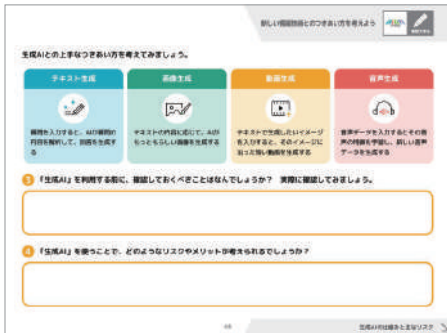 新しい情報技術とのつきあい方を考えよう
生成AIとの上手なつきあい方を考えてみましょう。
テキスト生成
質問を入力すると、AIが質問の
内容を解析して、回答を生成す
る
画像生成
テキストの内容に応じて、AIが
もっともらしい画像を生成する
動画生成
テキストで生成したいイメージ
を入力すると、そのイメージに
沿った短い動画を生成する
音声生成
音声データを入力するとその音
声の特徴を学習し、新しい音声
データを生成する
3 「生成AI」を利用する前に、確認しておくべきことはなんでしょうか? 実際に確認してみましょう。
4 「生成AI」を使うことで、どのようなリスクやメリットが考えられるでしょうか?
生成AIの仕組みと主なリスク